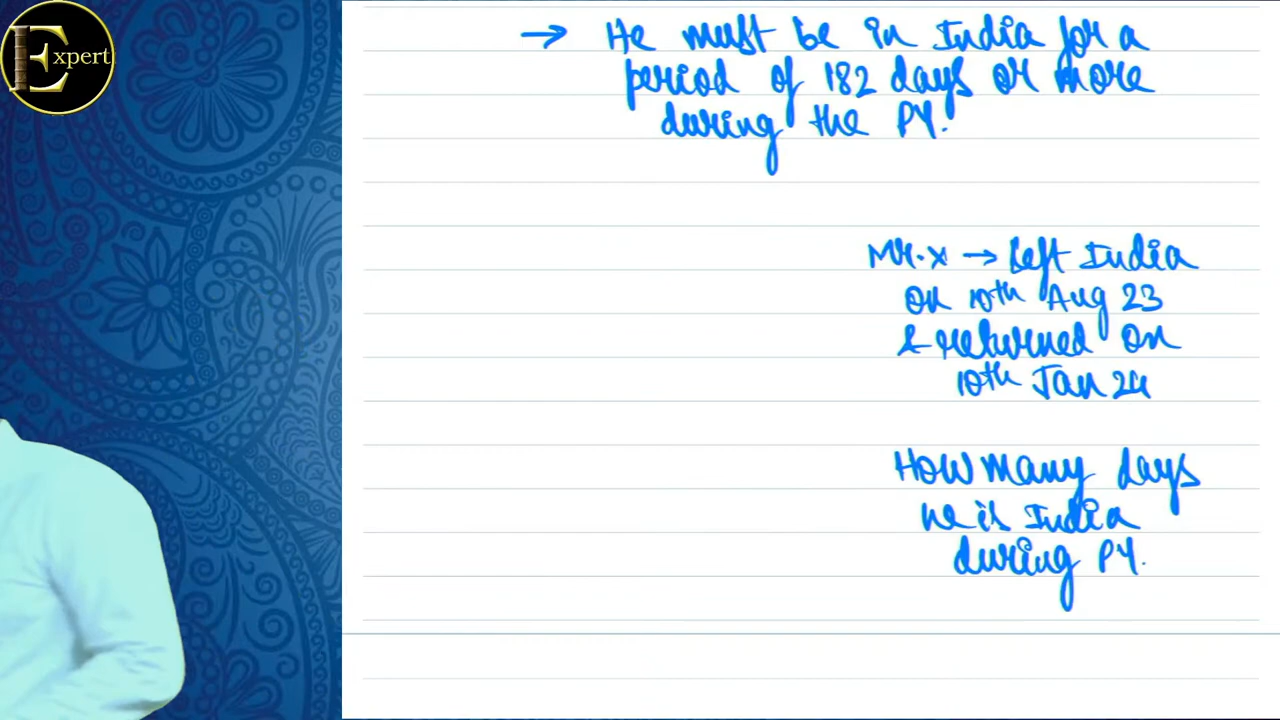 Expert
→ He must be in India for a
period of 182 days or more
during the PY.
Mr. X → Left India
on 10th Aug 23
& returned on
10th Jan 24
How many days
he is India
during PY.